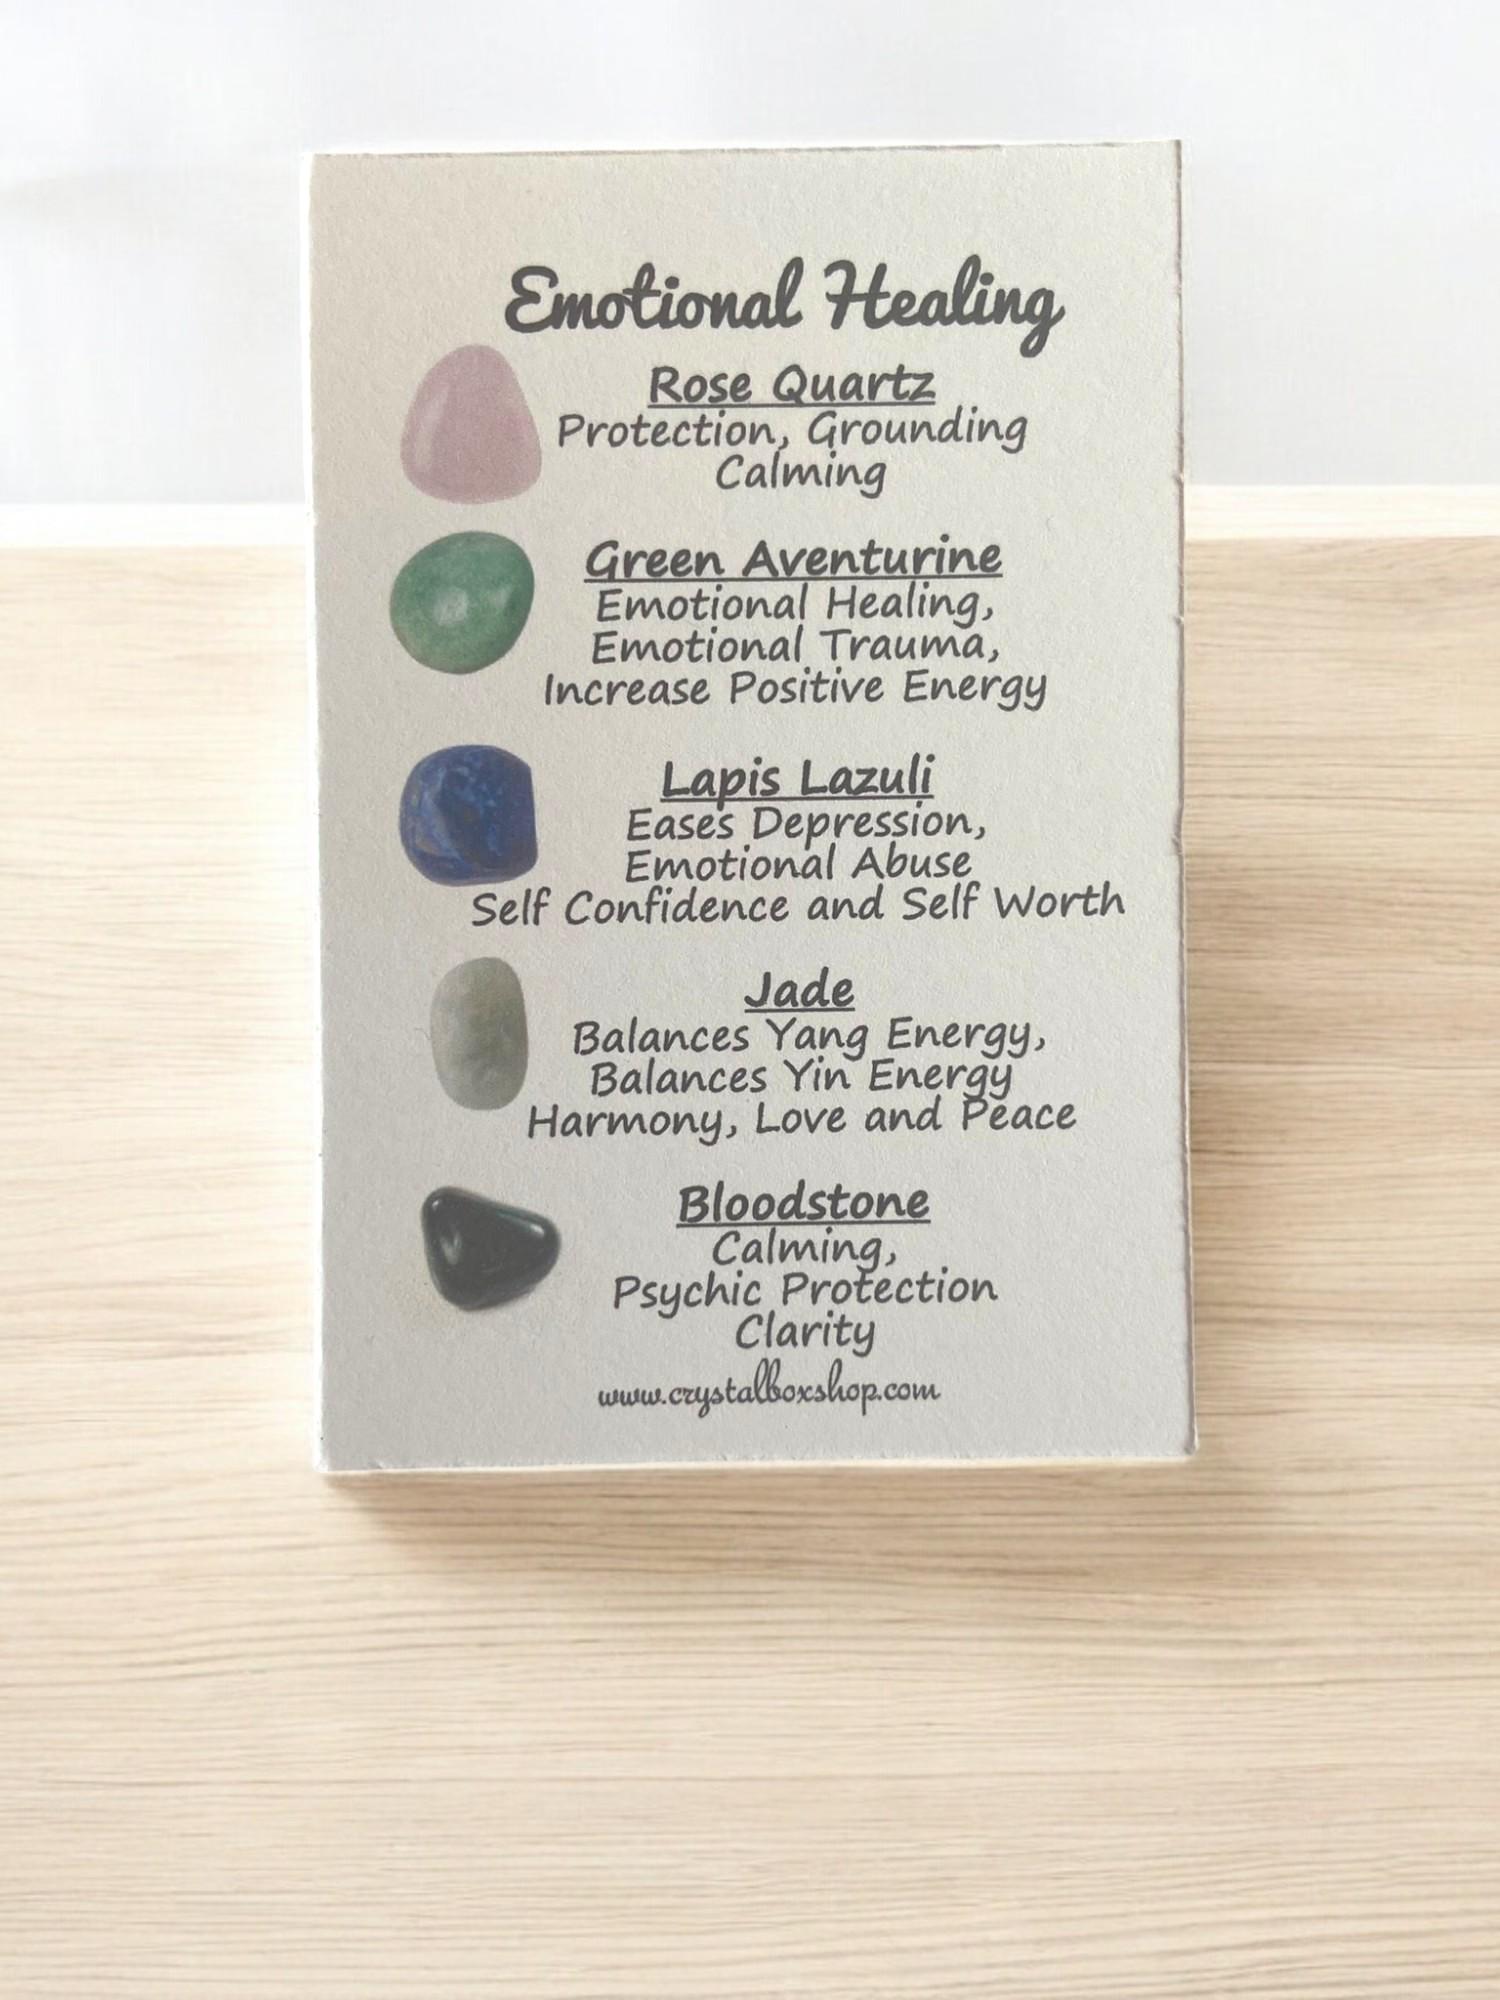 Emotional Healing
Rose Quartz
Protection, Grounding
Calming
Green Aventurine
Emotional Healing,
Emotional Trauma,
Increase Positive Energy
Lapis Lazuli
Eases Depression,
Emotional Abuse
Self Confidence and Self Worth
Jade
Balances Yang Energy,
Balances Yin Energy
Harmony, Love and Peace
Bloodstone
Calming,
Psychic Protection
Clarity
www.crystalboxshop.com